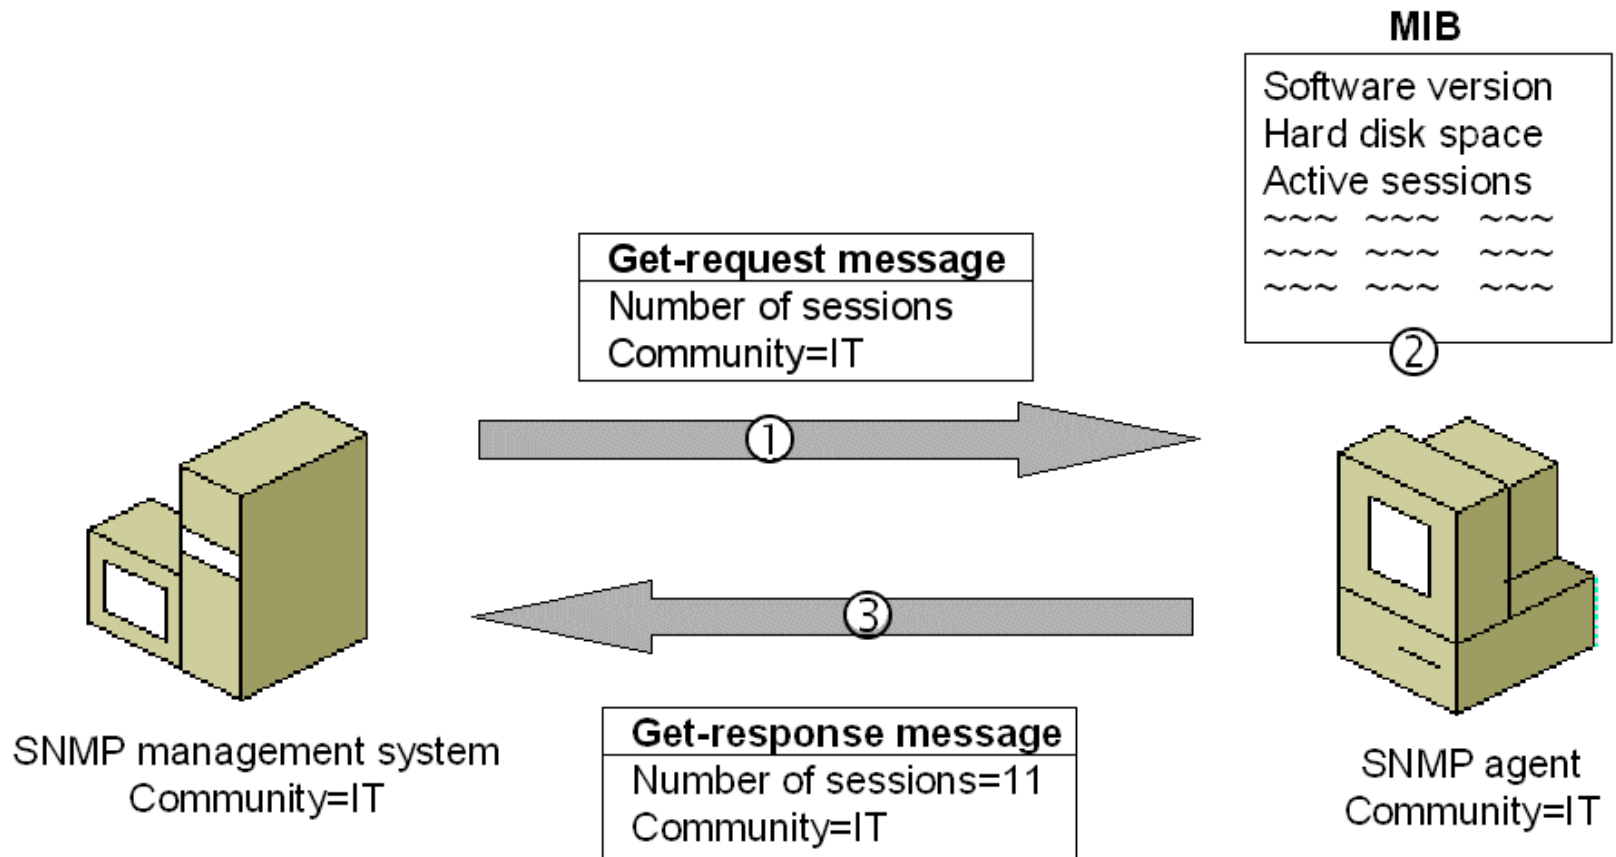 MIB
Software version
Hard disk space
Active sessions
~~~ ~~~ ~~~
~~~ ~~~ ~~~
~~~ ~~~ ~~~
②
Get-request message
Number of sessions
Community=IT
①
③
SNMP management system
Community=IT
Get-response message
Number of sessions=11
Community=IT
SNMP agent
Community=IT